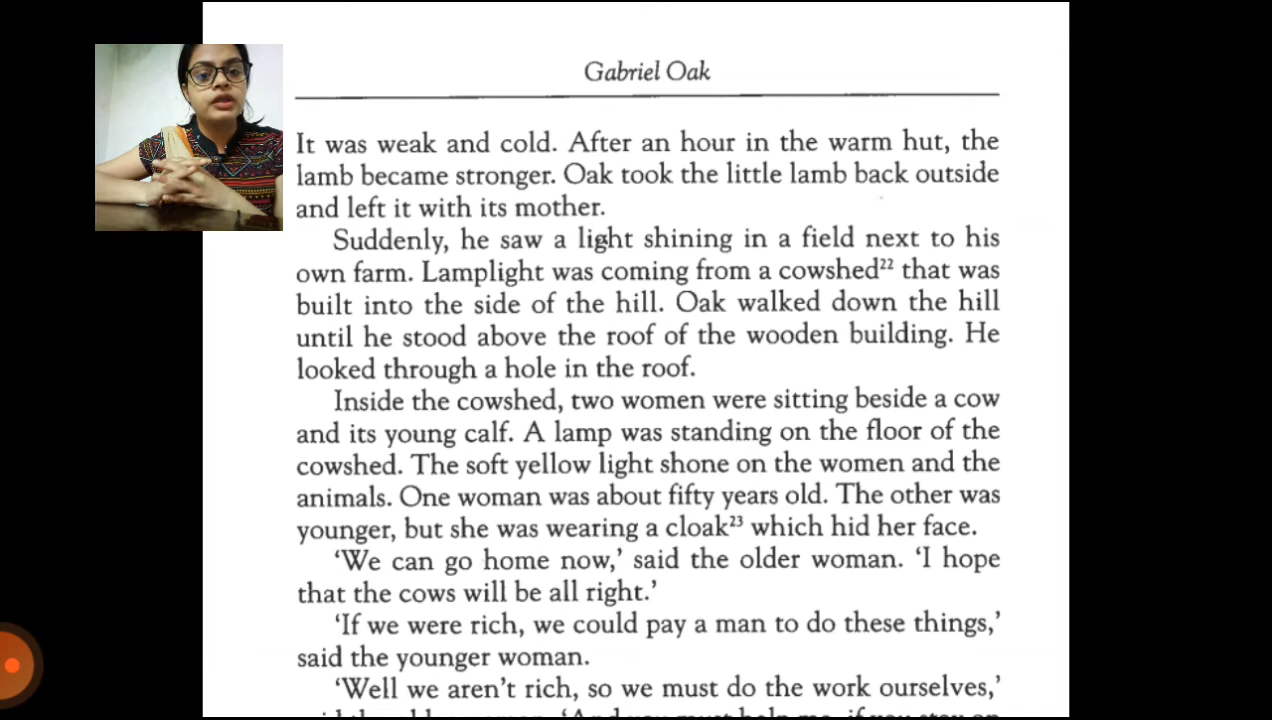 Gabriel Oak
It was weak and cold. After an hour in the warm hut, the
lamb became stronger. Oak took the little lamb back outside
and left it with its mother.
Suddenly, he saw a light shining in a field next to his
own farm. Lamplight was coming from a cowshed²² that was
built into the side of the hill. Oak walked down the hill
until he stood above the roof of the wooden building. He
looked through a hole in the roof.
Inside the cowshed, two women were sitting beside a cow
and its young calf. A lamp was standing on the floor of the
cowshed. The soft yellow light shone on the women and the
animals. One woman was about fifty years old. The other was
younger, but she was wearing a cloak²³ which hid her face.
‘We can go home now,’ said the older woman. ‘I hope
that the cows will be all right.’
‘If we were rich, we could pay a man to do these things,’
said the younger woman.
‘Well we aren’t rich, so we must do the work ourselves,’